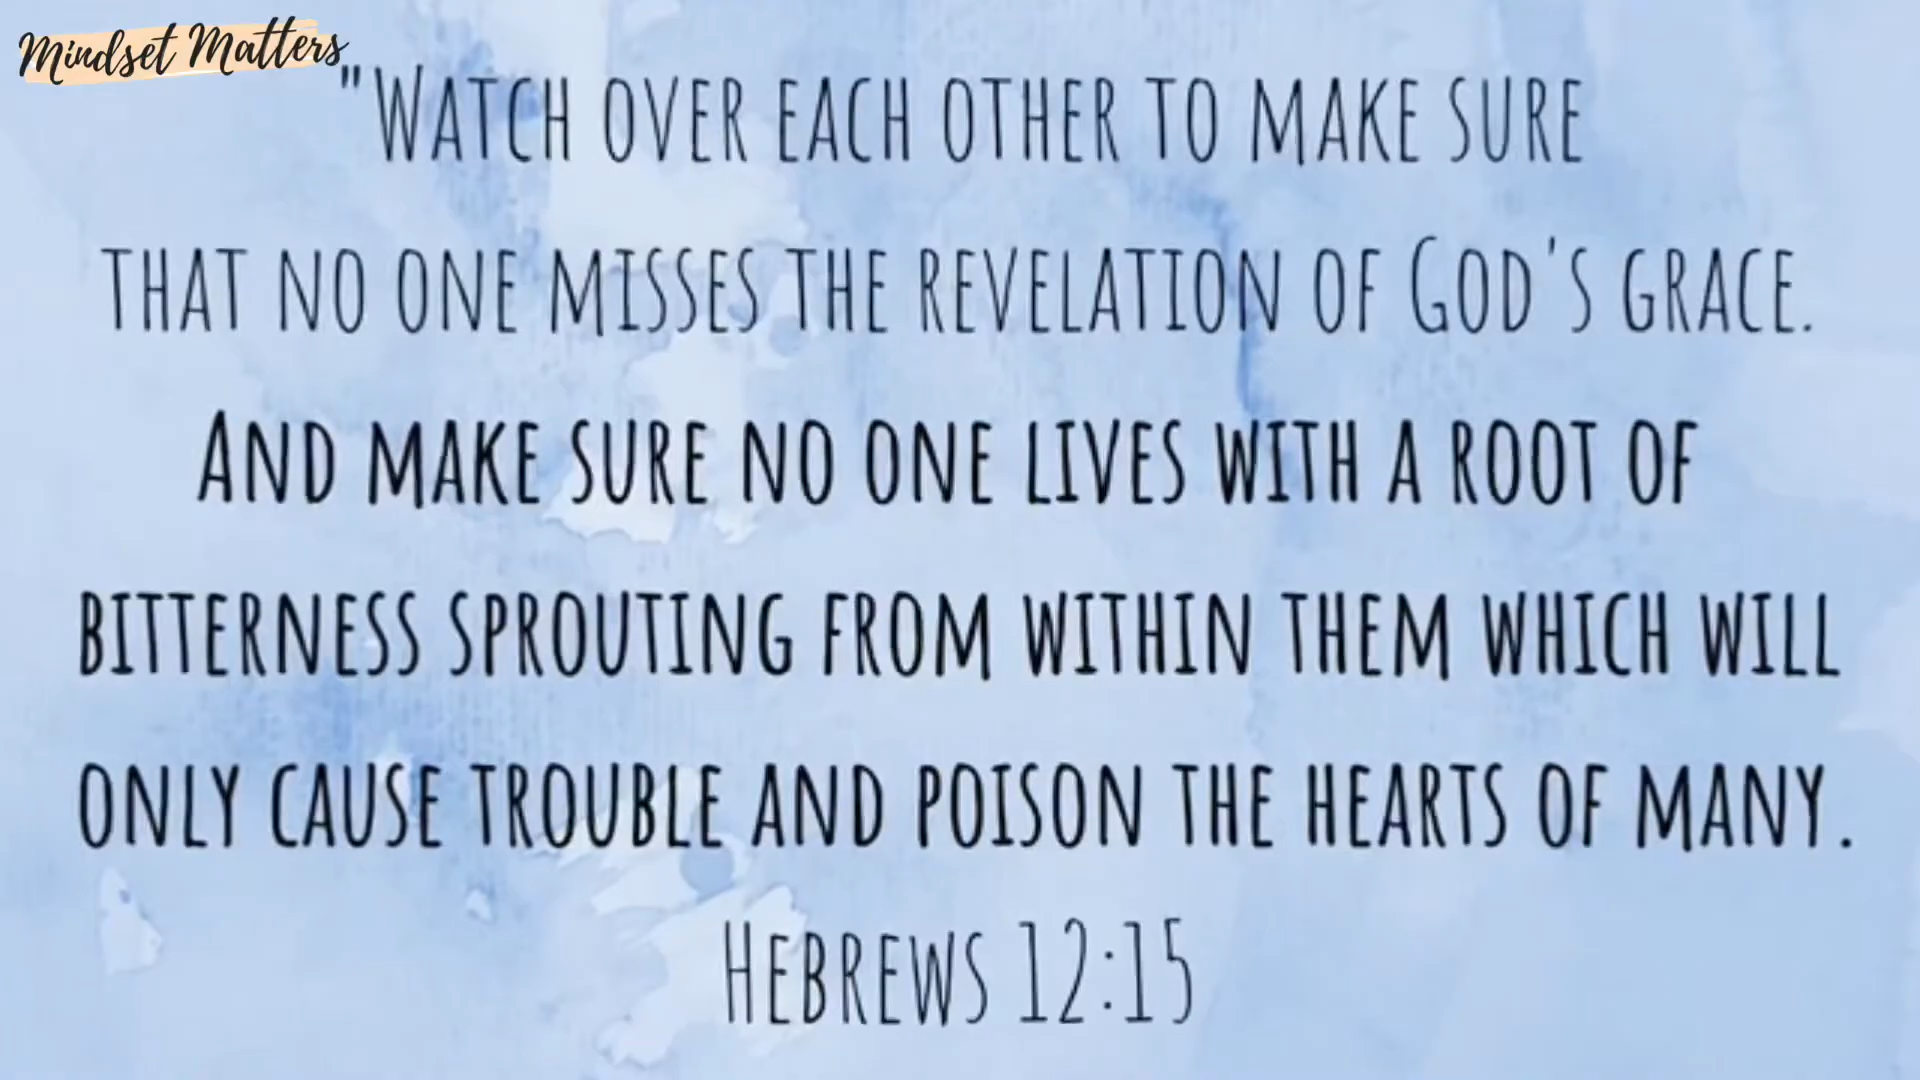 Mindset Matters
"Watch over each other to make sure
that no one misses the revelation of God's grace.
And make sure no one lives with a root of
bitterness sprouting from within them which will
only cause trouble and poison the hearts of many.
Hebrews 12:15